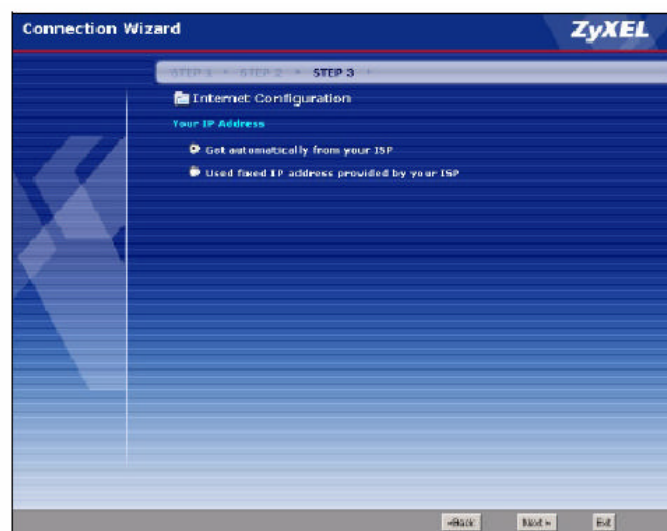 Connection Wizard
ZyXEL
STEP 1 STEP 2 STEP 3
Internet Configuration
Your IP Address
Get automatically from your ISP
Used fixed IP address provided by your ISP
<Back Next > Exit